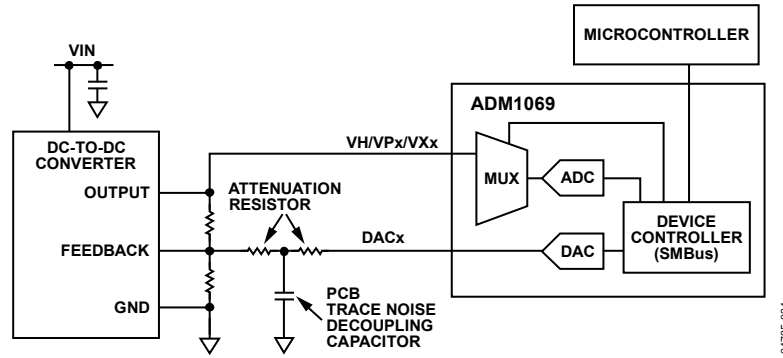 MICROCONTROLLER
VIN
ADM1069
DC-TO-DC
CONVERTER
VH/VPx/VXx
MUX
ADC
OUTPUT
ATTENUATION
RESISTOR
DEVICE
CONTROLLER
(SMBus)
FEEDBACK
DACx
DAC
GND
PCB
TRACE NOISE
DECOUPLING
CAPACITOR